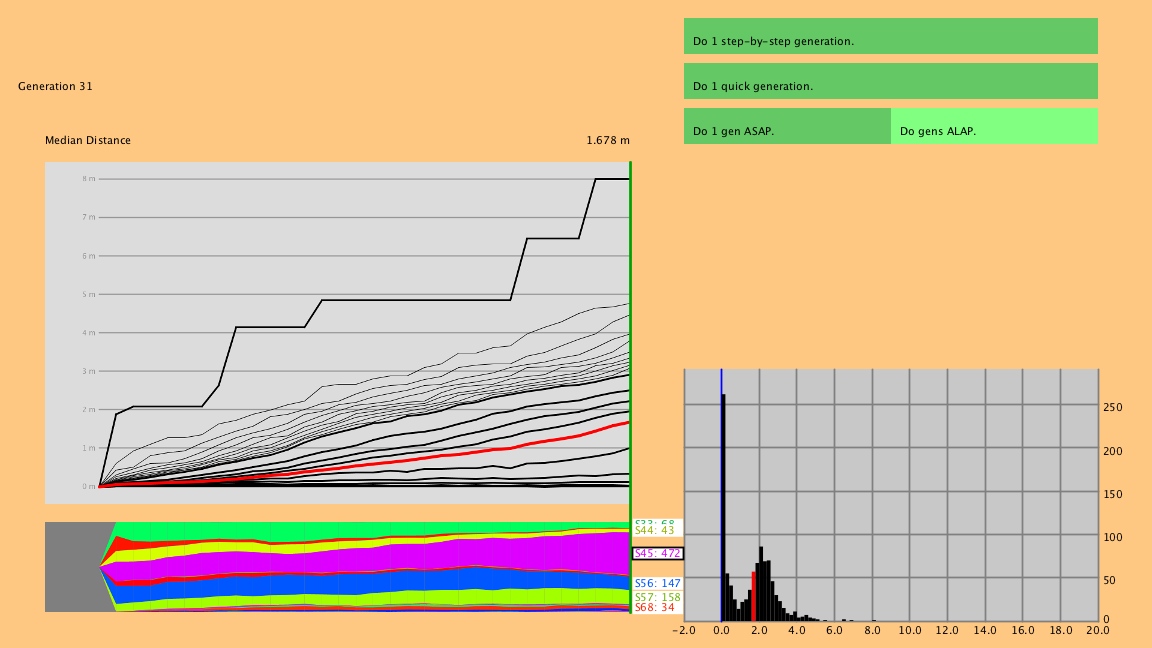 Do 1 step-by-step generation.
Generation 31
Do 1 quick generation.
Do 1 gen ASAP.
Do gens ALAP.
Median Distance
1.678 m
8 m
7 m
6 m
5 m
4 m
3 m
2 m
1 m
0 m
S33: 68
S44: 43
S45: 472
S56: 147
S57: 158
S68: 34
250
200
150
100
50
0
-2.0 0.0 2.0 4.0 6.0 8.0 10.0 12.0 14.0 16.0 18.0 20.0